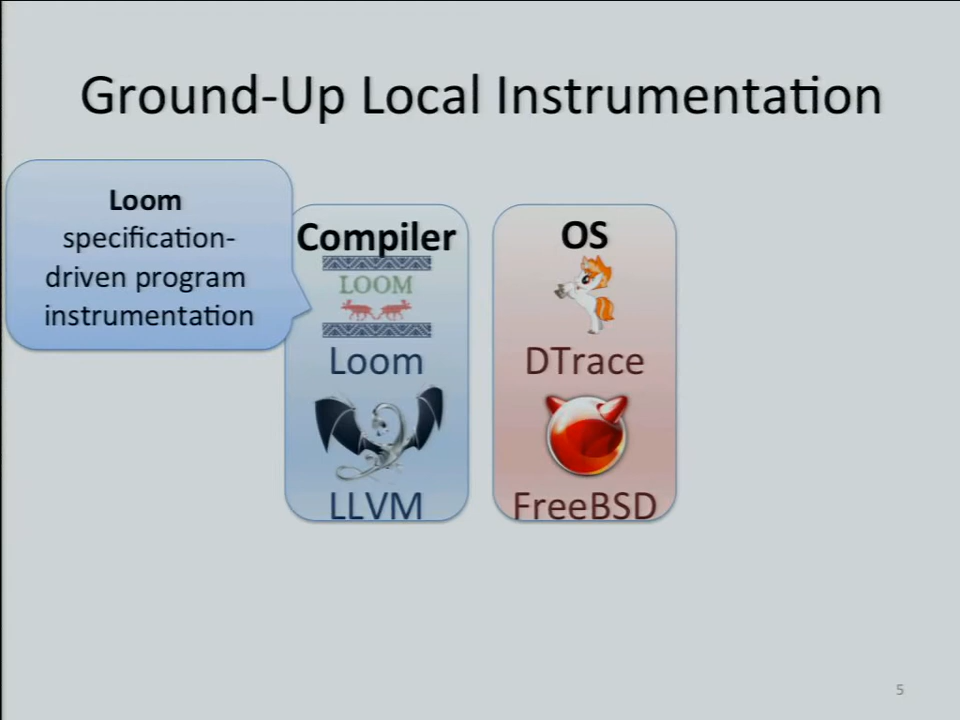 Ground-Up Local Instrumentation
Loom
specification-
driven program
instrumentation
Compiler
LOOM
Loom
LLVM
OS
DTrace
FreeBSD
5